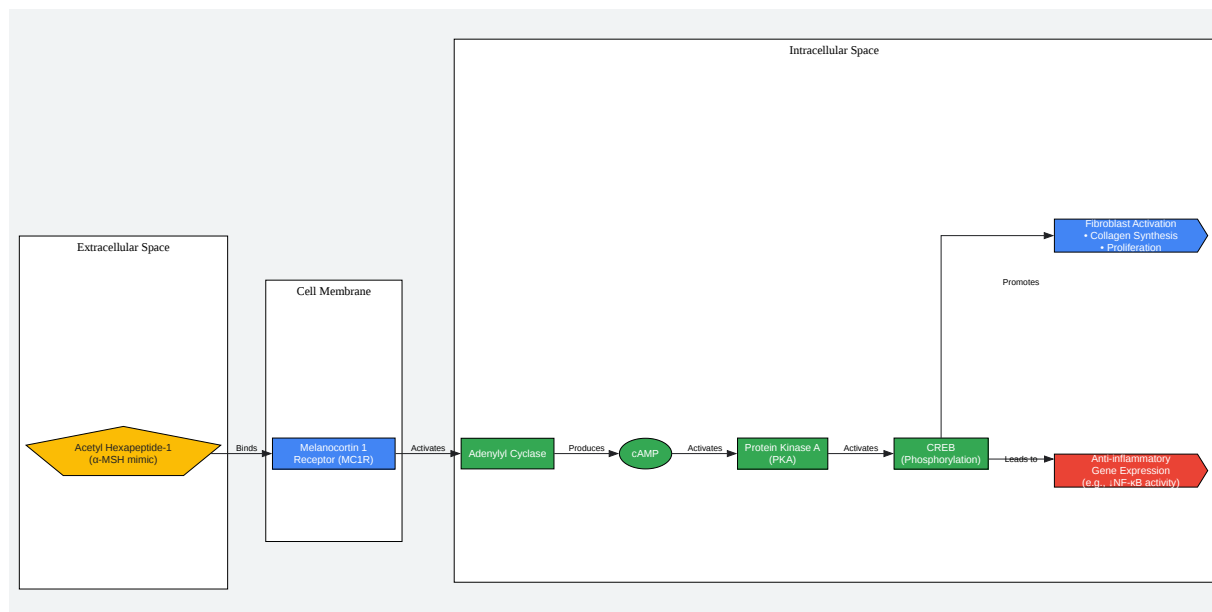 Intracellular Space
Extracellular Space
Cell Membrane
Fibroblast Activation
• Collagen Synthesis
• Proliferation
Promotes
Acetyl Hexapeptide-1
(α-MSH mimic)
Binds
Melanocortin 1
Receptor (MC1R)
Activates
Adenylyl Cyclase
Produces
cAMP
Activates
Protein Kinase A
(PKA)
Activates
CREB
(Phosphorylation)
Leads to
Anti-inflammatory
Gene Expression
(e.g., ↓NF-κB activity)